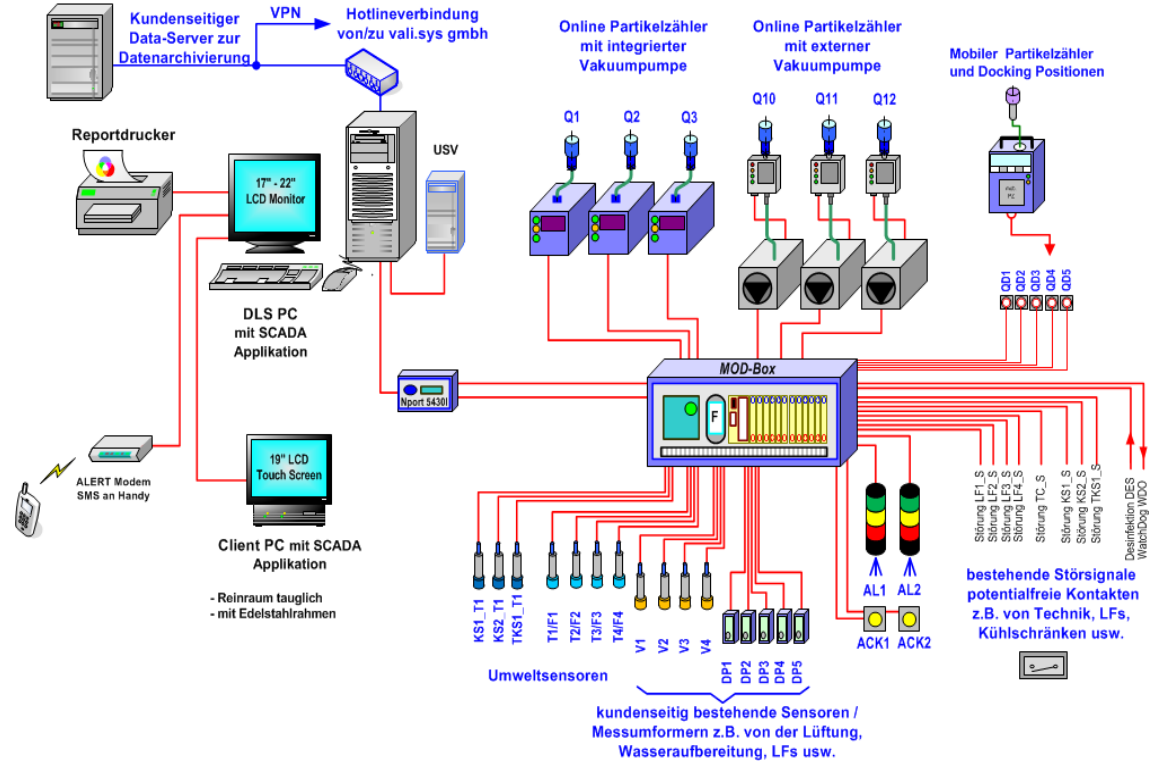 Kundenseitiger
Data-Server zur
Datenarchivierung
VPN
Hotlineverbindung
von/zu vali.sys gmbh
Online Partikelzähler
mit integrierter
Vakuumpumpe
Online Partikelzähler
mit externer
Vakuumpumpe
Mobiler Partikelzähler
und Docking Positionen
Q1
Q2
Q3
Q10
Q11
Q12
Reportdrucker
USV
17" - 22"
LCD Monitor
DLS PC
mit SCADA
Applikation
QD1
QD2
QD3
QD4
QD5
MOD-Box
F
Nport 5430I
19" LCD
Touch Screen
ALERT Modem
SMS an Handy
Client PC mit SCADA
Applikation
- Reinraum tauglich
- mit Edelstahlrahmen
KS1_T1
KS2_T1
TKS1_T1
T1/F1
T2/F2
T3/F3
T4/F4
V1
V2
V3
V4
DP1
DP2
DP3
DP4
DP5
Umweltsensoren
kundenseitig bestehende Sensoren /
Messumformern z.B. von der Lüftung,
Wasseraufbereitung, LFs usw.
AL1
AL2
ACK1
ACK2
Störung LF1_S
Störung LF2_S
Störung LF3_S
Störung LF4_S
Störung TC_S
Störung KS1_S
Störung KS2_S
Störung TKS1_S
Desinfektion DES
WatchDog WDO
bestehende Störsignale
potentialfreie Kontakten
z.B. von Technik, LFs,
Kühlschränken usw.